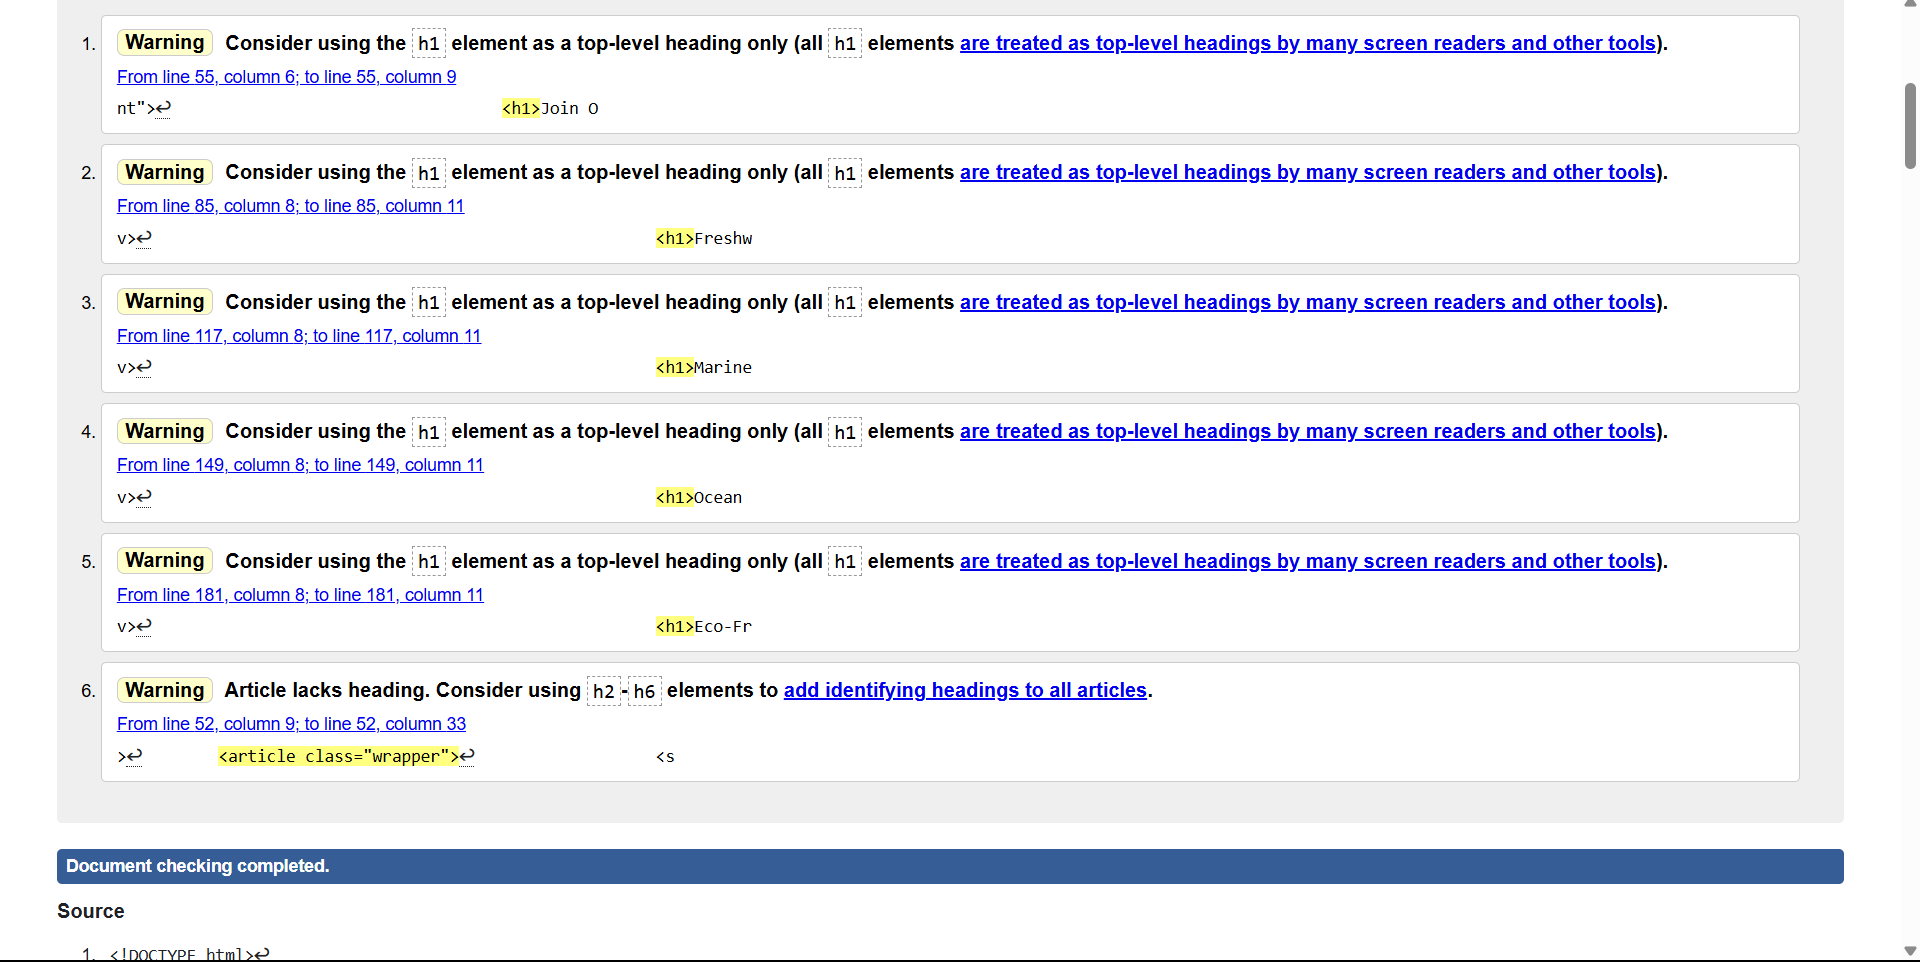 1. Warning Consider using the h1 element as a top-level heading only (all h1 elements are treated as top-level headings by many screen readers and other tools).
From line 55, column 6; to line 55, column 9
nt">↩ <h1>Join O
2. Warning Consider using the h1 element as a top-level heading only (all h1 elements are treated as top-level headings by many screen readers and other tools).
From line 85, column 8; to line 85, column 11
v>↩ <h1>Freshw
3. Warning Consider using the h1 element as a top-level heading only (all h1 elements are treated as top-level headings by many screen readers and other tools).
From line 117, column 8; to line 117, column 11
v>↩ <h1>Marine
4. Warning Consider using the h1 element as a top-level heading only (all h1 elements are treated as top-level headings by many screen readers and other tools).
From line 149, column 8; to line 149, column 11
v>↩ <h1>Ocean
5. Warning Consider using the h1 element as a top-level heading only (all h1 elements are treated as top-level headings by many screen readers and other tools).
From line 181, column 8; to line 181, column 11
v>↩ <h1>Eco-Fr
6. Warning Article lacks heading. Consider using h2-h6 elements to add identifying headings to all articles.
From line 52, column 9; to line 52, column 33
>↩ <article class="wrapper">↩ <s
Document checking completed.
Source
1. <!DOCTYPE html>↩